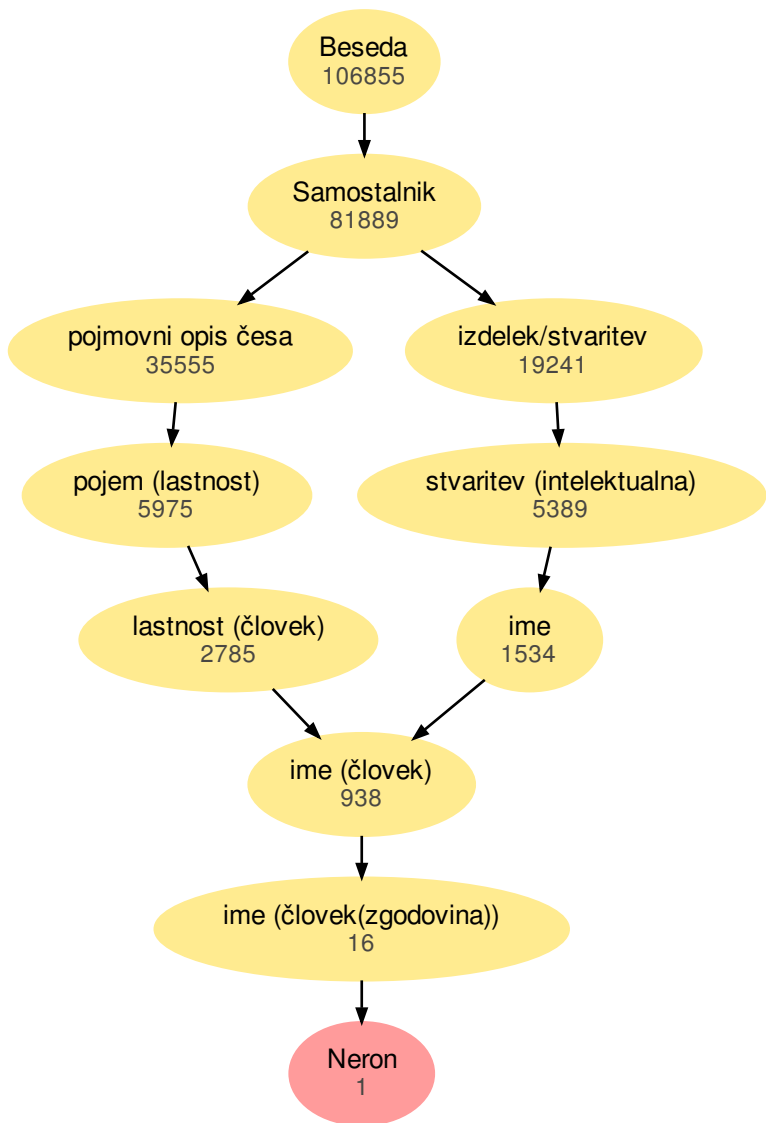 Beseda
106855
Samostalnik
81889
pojmovni opis česa
35555
izdelek/stvaritev
19241
pojem (lastnost)
5975
stvaritev (intelektualna)
5389
lastnost (človek)
2785
ime
1534
ime (človek)
938
ime (človek(zgodovina))
16
Neron
1